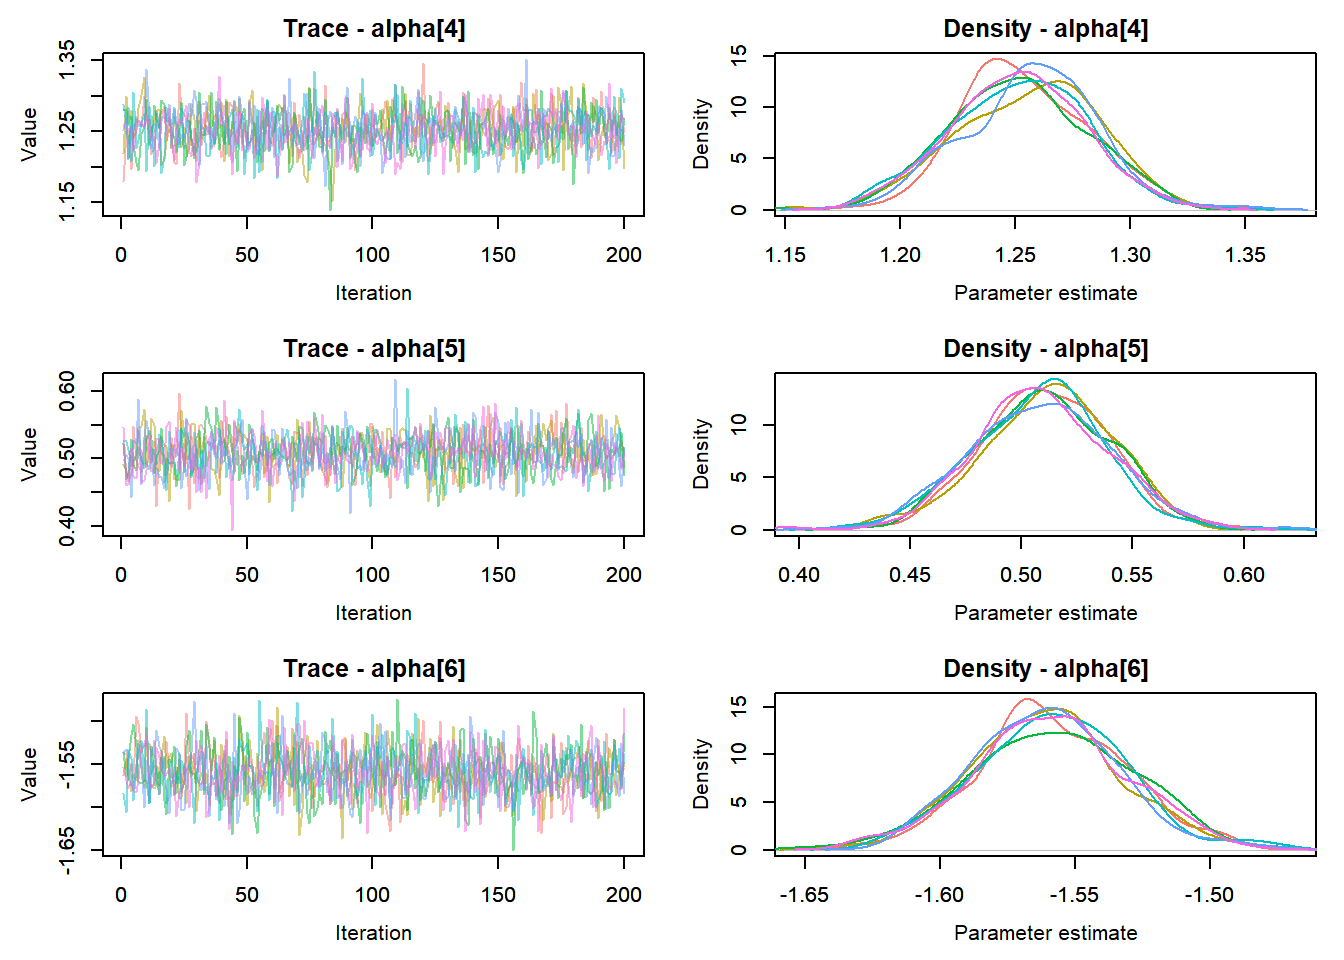 Trace - alpha[4]
Value
1.15 1.25 1.35
0 50 100 150 200
Iteration
Density - alpha[4]
Density
0 5 10 15
1.15 1.20 1.25 1.30 1.35
Parameter estimate
Trace - alpha[5]
Value
0.40 0.50 0.60
0 50 100 150 200
Iteration
Density - alpha[5]
Density
0 5 10
0.40 0.45 0.50 0.55 0.60
Parameter estimate
Trace - alpha[6]
Value
-1.65 -1.55
0 50 100 150 200
Iteration
Density - alpha[6]
Density
0 5 10 15
-1.65 -1.60 -1.55 -1.50
Parameter estimate